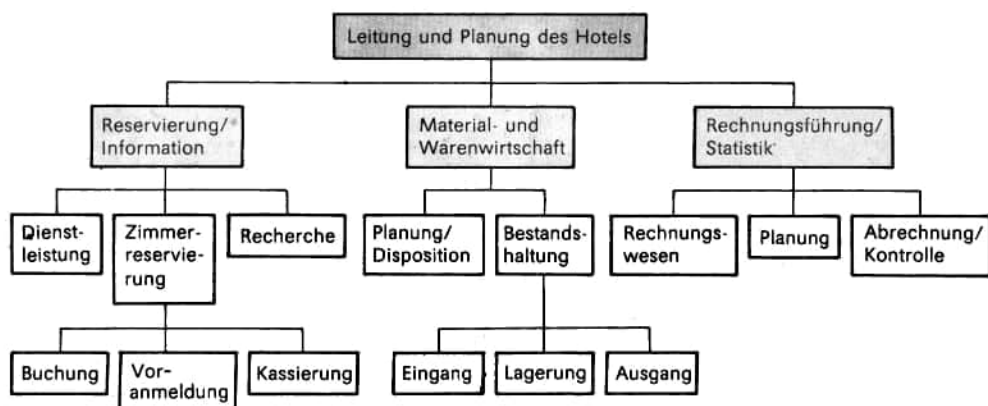 Leitung und Planung des Hotels
Reservierung/
Information
Material- und
Warenwirtschaft
Rechnungsführung/
Statistik
Dienst-
leistung
Zimmer-
reservie-
rung
Recherche
Planung/
Disposition
Bestands-
haltung
Rechnungs-
wesen
Planung
Abrechnung/
Kontrolle
Buchung
Vor-
anmeldung
Kassierung
Eingang
Lagerung
Ausgang